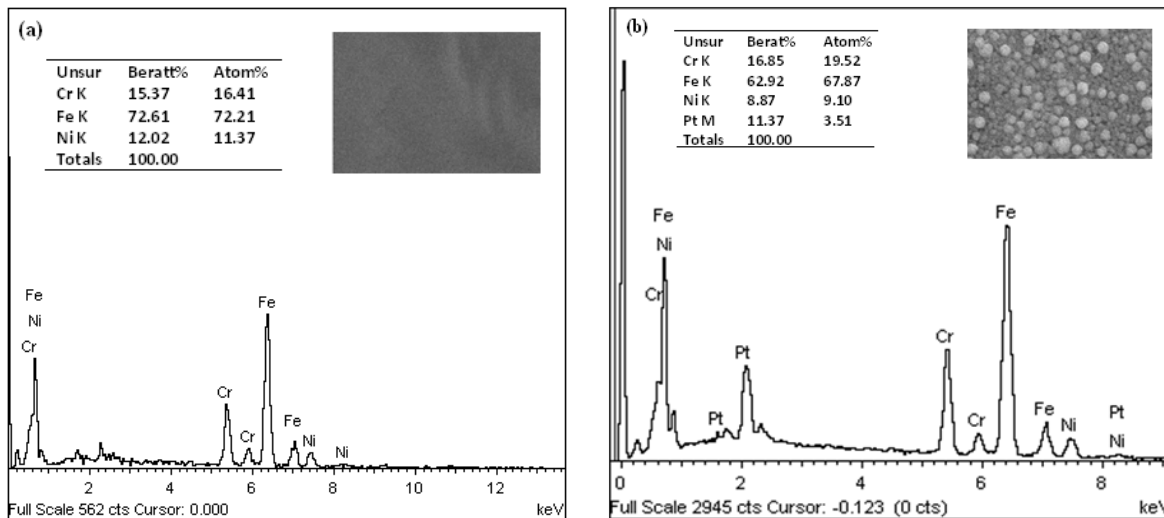 (a)
Unsur Beratt% Atom%
Cr K 15.37 16.41
Fe K 72.61 72.21
Ni K 12.02 11.37
Totals 100.00
Fe
Ni
Cr
Cr
Cr
Fe
Fe
Ni
Ni
2 4 6 8 10 12
Full Scale 562 cts Cursor: 0.000 keV
(b)
Unsur Berat% Atom%
Cr K 16.85 19.52
Fe K 62.92 67.87
Ni K 8.87 9.10
Pt M 11.37 3.51
Totals 100.00
Fe
Ni
Cr
Pt
Pt
Cr
Cr
Fe
Fe
Ni
Pt
Ni
0 2 4 6 8
Full Scale 2945 cts Cursor: -0.123 (0 cts) keV